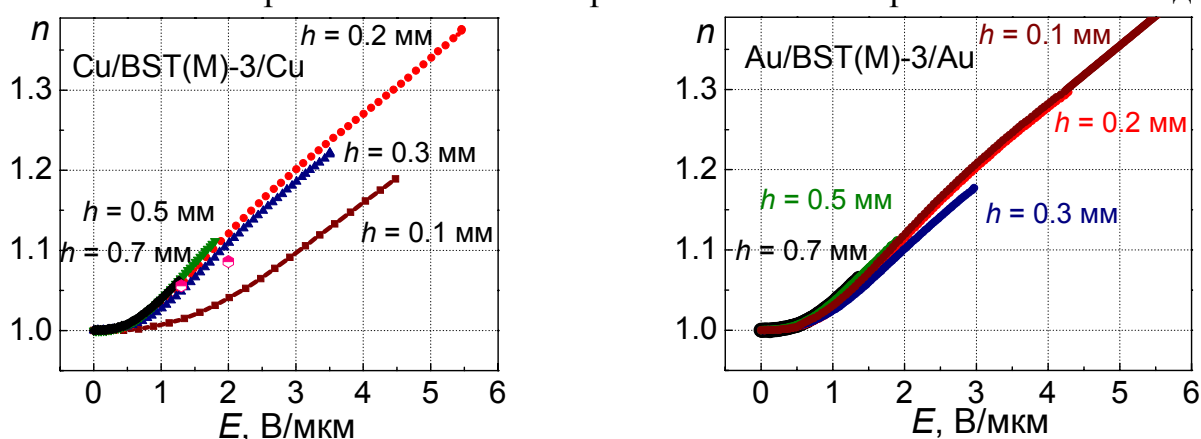 n
Cu/BST(M)-3/Cu
h = 0.2 мм
h = 0.3 мм
h = 0.5 мм
h = 0.7 мм
h = 0.1 мм
1.3
1.2
1.1
1.0
0 1 2 3 4 5 6
E, В/мкм
n
Au/BST(M)-3/Au
h = 0.1 мм
h = 0.2 мм
h = 0.5 мм
h = 0.3 мм
h = 0.7 мм
1.3
1.2
1.1
1.0
0 1 2 3 4 5 6
E, В/мкм